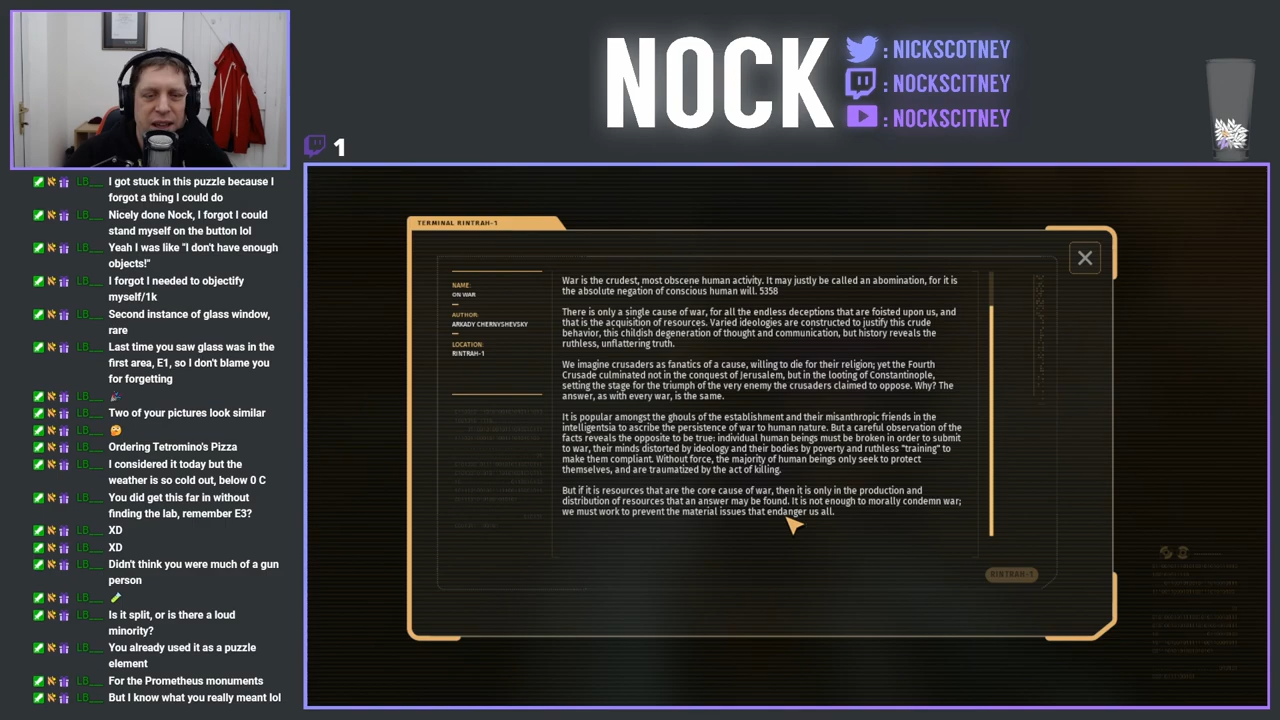 NOCK
: NICKSCOTNEY
: NOCKSCITNEY
: NOCKSCITNEY
1
LB__ I got stuck in this puzzle because I
forgot a thing I could do
LB__ Nicely done Nock, I forgot I could
stand myself on the button lol
LB__ Yeah I was like "I don't have enough
objects!"
LB__ I forgot I needed to objectify
myself/1k
LB__ Second instance of glass window,
rare
LB__ Last time you saw glass was in the
first area, E1, so I don't blame you
for forgetting
LB__ 🎉
LB__ Two of your pictures look similar
LB__ 🤔
LB__ Ordering Tetromino's Pizza
LB__ I considered it today but the
weather is so cold out, below 0 C
LB__ You did get this far in without
finding the lab, remember E3?
LB__ XD
LB__ XD
LB__ Didn't think you were much of a gun
person
LB__
LB__ Is it split, or is there a loud
minority?
LB__ You already used it as a puzzle
element
LB__ For the Prometheus monuments
LB__ But I know what you really meant lol
TERMINAL RINTRAH-1
NAME:
ON WAR
AUTHOR:
ARKADY CHERNYSHEVSKY
LOCATION:
RINTRAH-1
War is the crudest, most obscene human activity. It may justly be called an abomination, for it is
the absolute negation of conscious human will. 5358
There is only a single cause of war, for all the endless deceptions that are foisted upon us, and
that is the acquisition of resources. Varied ideologies are constructed to justify this crude
behavior, this childish degeneration of thought and communication, but history reveals the
ruthless, unflattering truth.
We imagine crusaders as fanatics of a cause, willing to die for their religion; yet the Fourth
Crusade culminated not in the conquest of Jerusalem, but in the looting of Constantinople,
setting the stage for the triumph of the very enemy the crusaders claimed to oppose. Why? The
answer, as with every war, is the same.
It is popular amongst the ghouls of the establishment and their misanthropic friends in the
intelligentsia to ascribe the persistence of war to human nature. But a careful observation of the
facts reveals the opposite to be true: individual human beings must be broken in order to submit
to war, their minds distorted by ideology and their bodies by poverty and ruthless "training" to
make them compliant. Without force, the majority of human beings only seek to protect
themselves, and are traumatized by the act of killing.
But if it is resources that are the core cause of war, then it is only in the production and
distribution of resources that an answer may be found. It is not enough to morally condemn war;
we must work to prevent the material issues that endanger us all.
RINTRAH-1